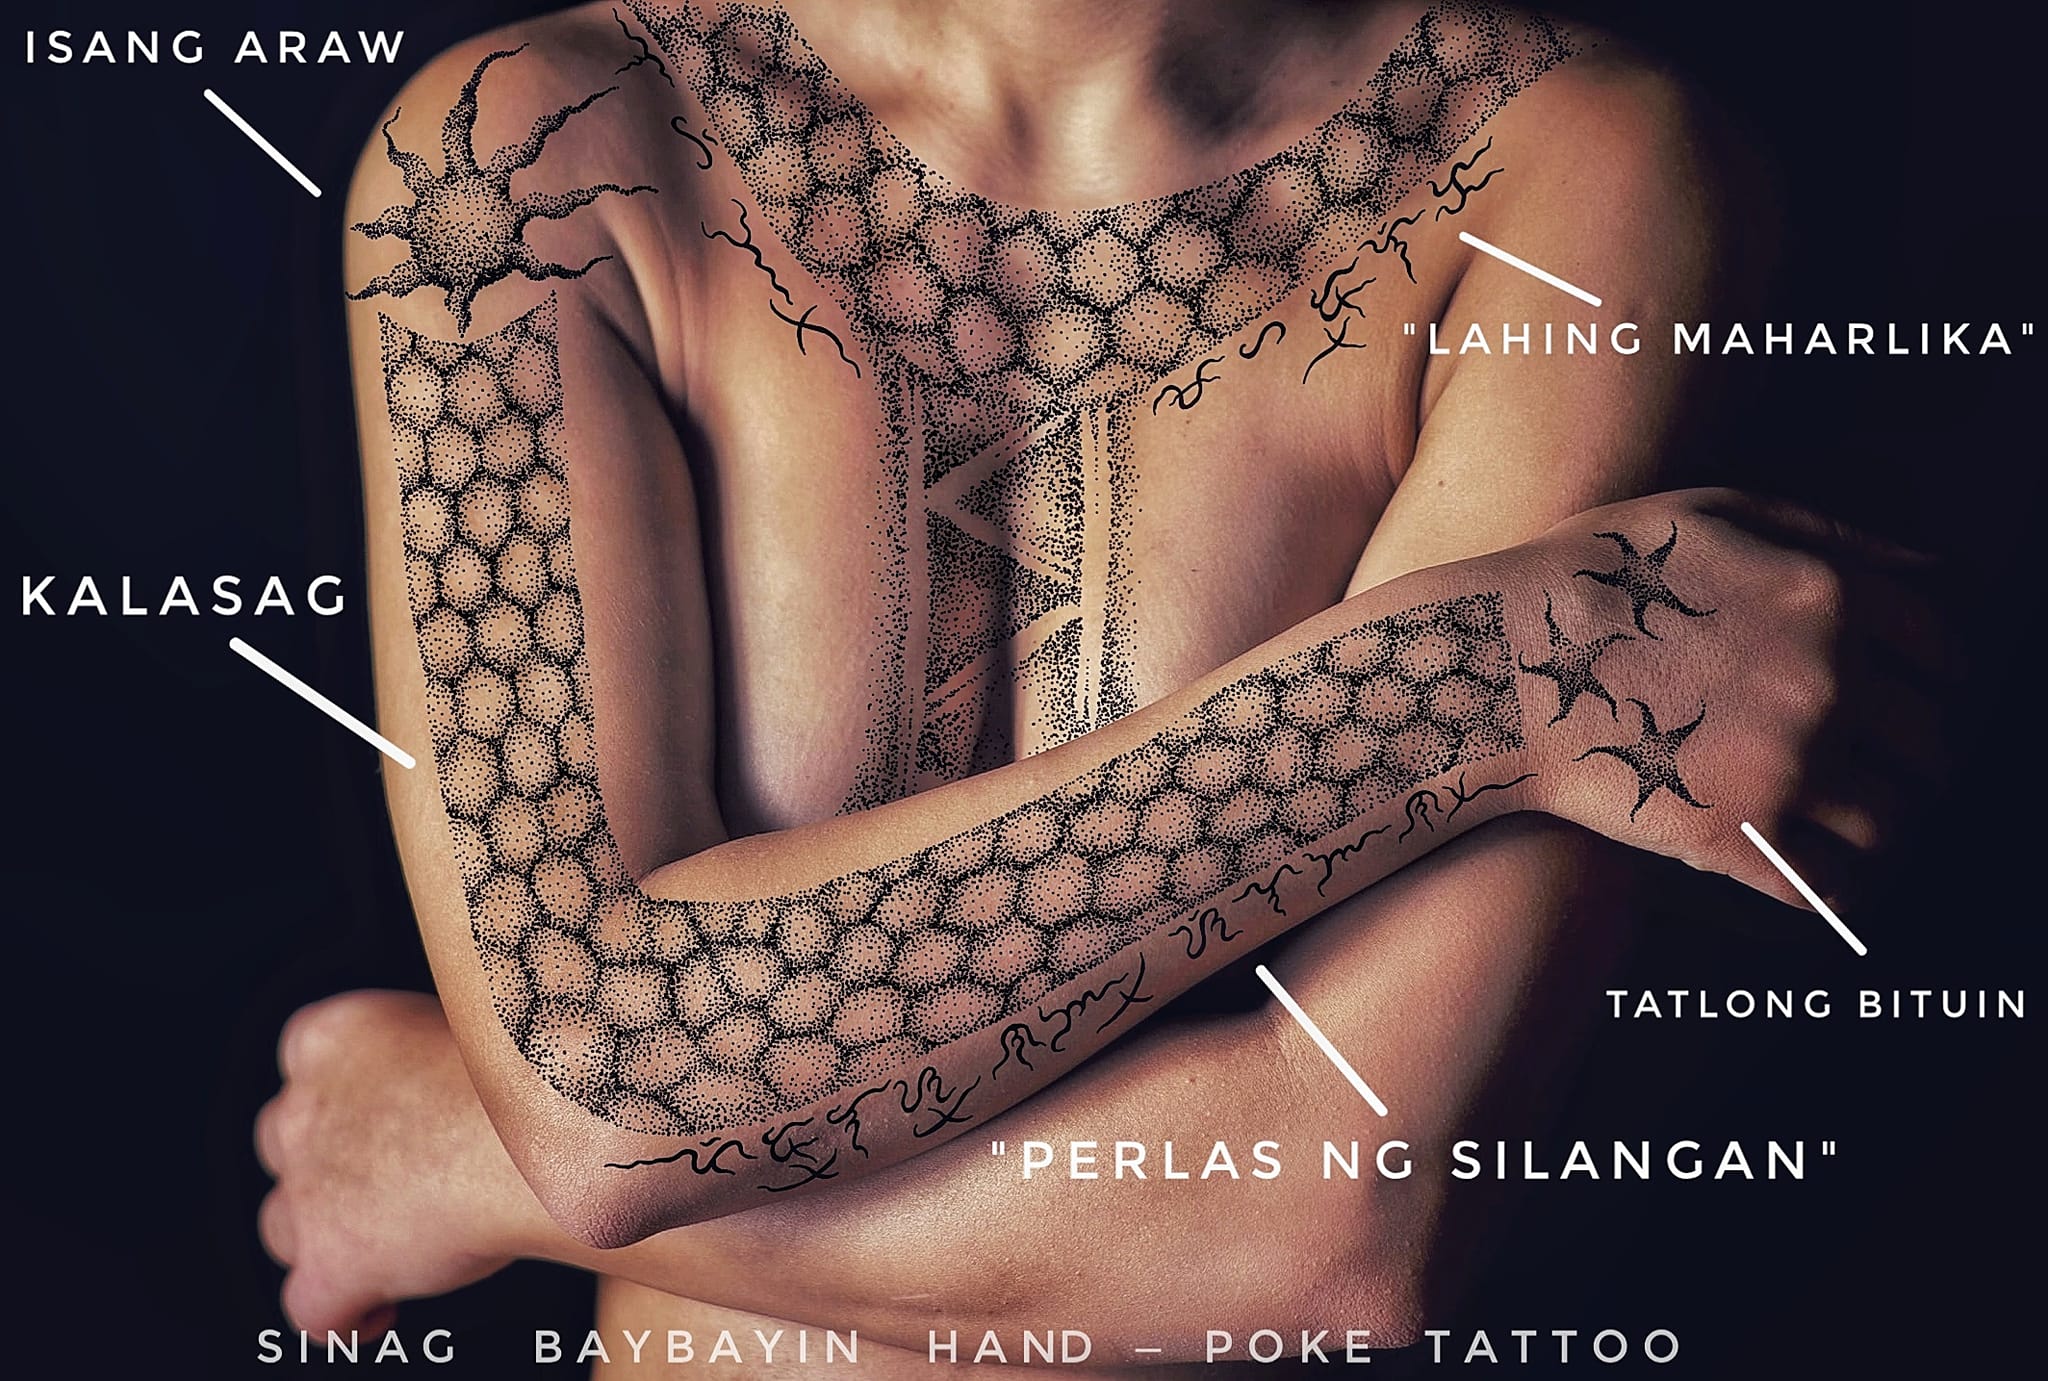 ISANG ARAW
"LAHING MAHARLIKA"
KALASAG
TATLONG BITUIN
"PERLAS NG SILANGAN"
SINAG BAYBAYIN HAND – POKE TATTOO